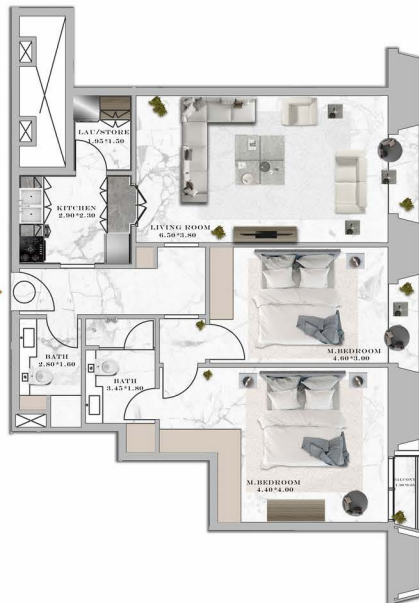 LAU/STORE
1.95*1.50
KITCHEN
2.90*2.30
LIVING ROOM
6.50*3.80
M.BEDROOM
4.60*3.00
BATH
2.80*1.60
BATH
3.45*1.80
M.BEDROOM
4.40*4.00
BALCONY